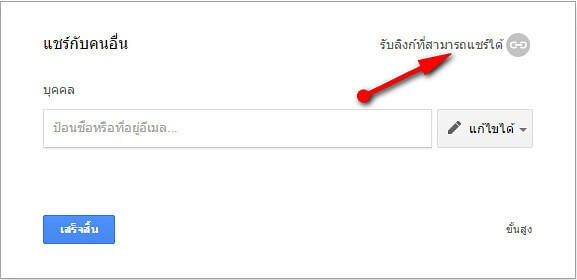 แชร์กับคนอื่น
รับลิงก์ที่สามารถแชร์ได้
บุคคล
ป้อนชื่อหรือที่อยู่อีเมล...
แก้ไขได้
เสร็จสิ้น
ขั้นสูง